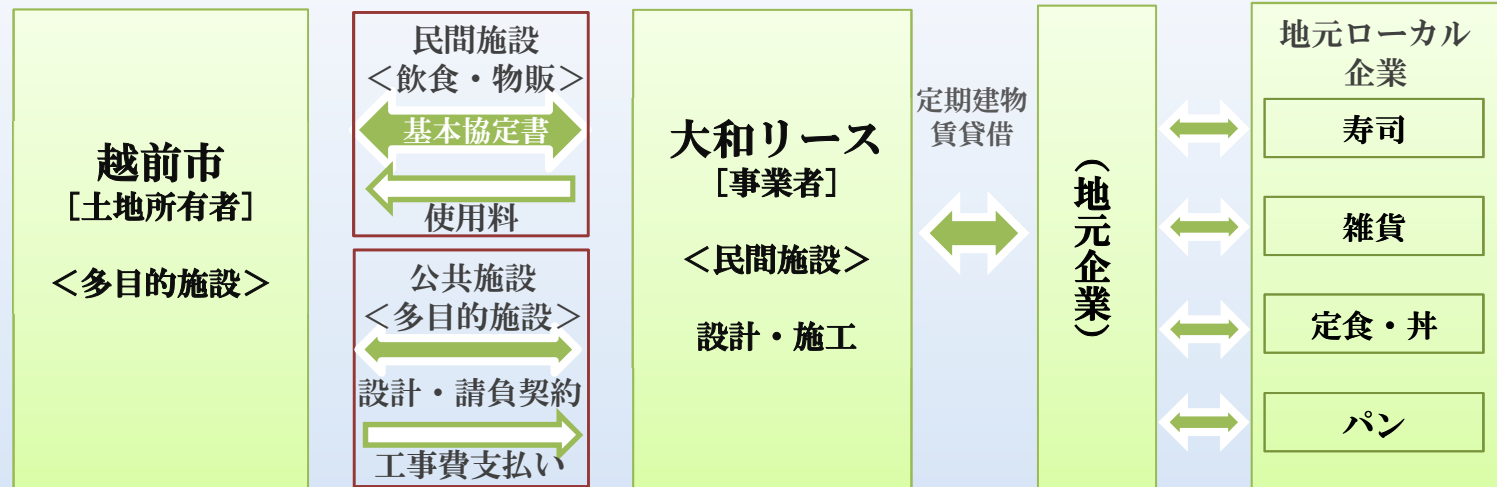 越前市
［土地所有者］
＜多目的施設＞
民間施設
＜飲食・物販＞
基本協定書
使用料
公共施設
＜多目的施設＞
設計・請負契約
工事費支払い
大和リース
［事業者］
＜民間施設＞
設計・施工
定期建物
賃貸借
（地元企業）
地元ローカル
企業
寿司
雑貨
定食・丼
パン